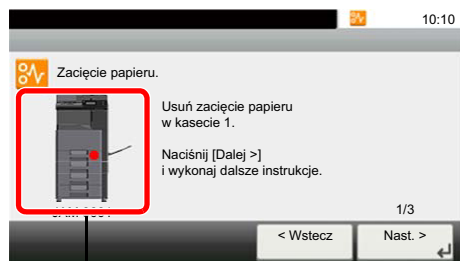 10:10
Zacięcie papieru.
Usuń zacięcie papieru
w kasecie 1.
Naciśnij [Dalej >]
i wykonaj dalsze instrukcje.
1/3
< Wstecz
Nast. >